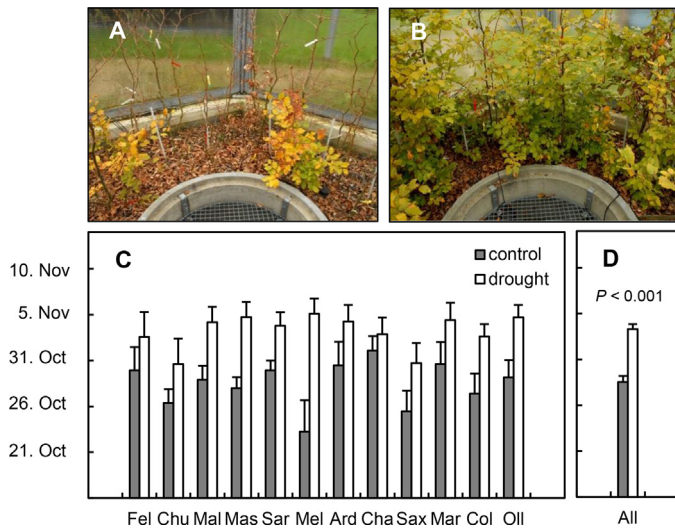 A
B
C
control
drought
D
P < 0.001
10. Nov
5. Nov
31. Oct
26. Oct
21. Oct
Fel Chu Mal Mas Sar Mel Ard Cha Sax Mar Col Oll
All